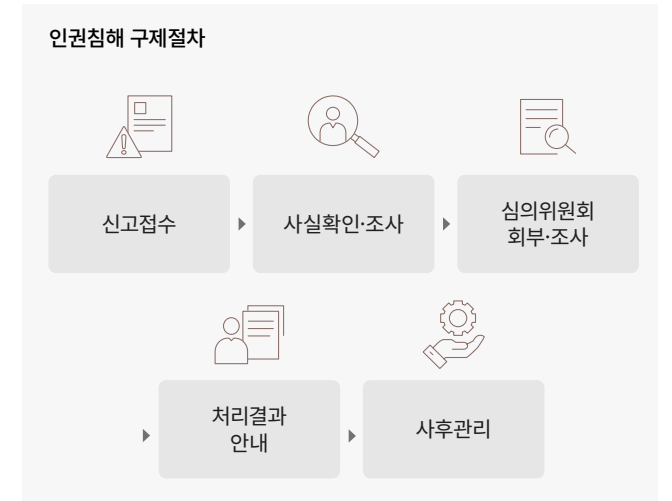 인권침해 구제절차
신고접수
사실확인·조사
심의위원회
회부·조사
처리결과
안내
사후관리